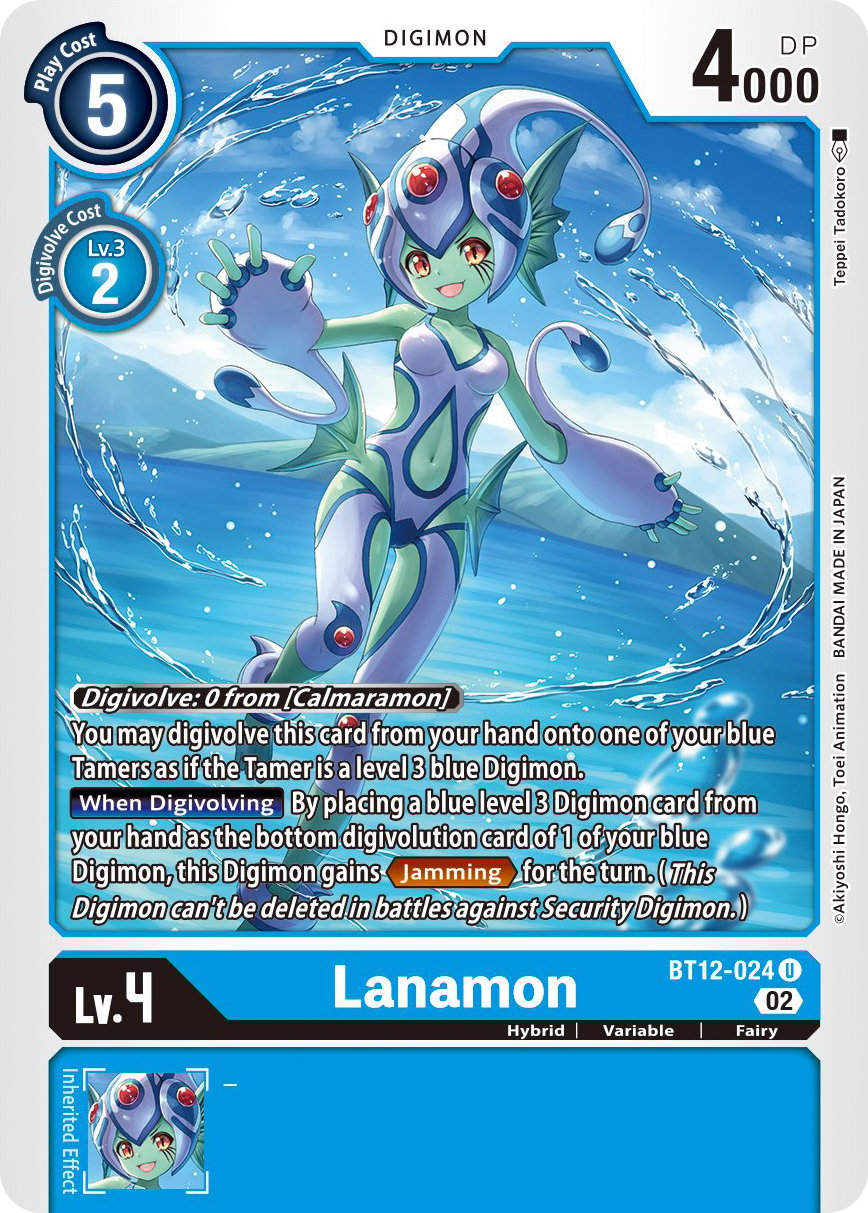 DIGIMON
Play Cost
5
DP
4000
Digivolve Cost
Lv.3
2
Teppei Tadokoro
©Akiyoshi Hongo, Toei Animation BANDAI MADE IN JAPAN
Digivolve: 0 from [Calmaramon]
You may digivolve this card from your hand onto one of your blue
Tamers as if the Tamer is a level 3 blue Digimon.
When Digivolving By placing a blue level 3 Digimon card from
your hand as the bottom digivolution card of 1 of your blue
Digimon, this Digimon gains Jamming for the turn. (This
Digimon can't be deleted in battles against Security Digimon.)
Lv.4
Lanamon
BT12-024 U
02
Hybrid | Variable | Fairy
Inherited Effect
–